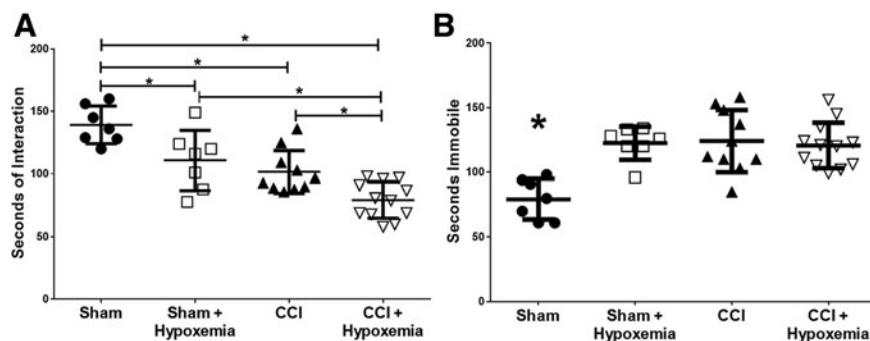 A
Seconds of Interaction
200
150
100
50
0
*
*
*
*
*
Sham
Sham +
Hypoxemia
CCI
CCI +
Hypoxemia
B
Seconds Immobile
200
150
100
50
0
*
Sham
Sham +
Hypoxemia
CCI
CCI +
Hypoxemia